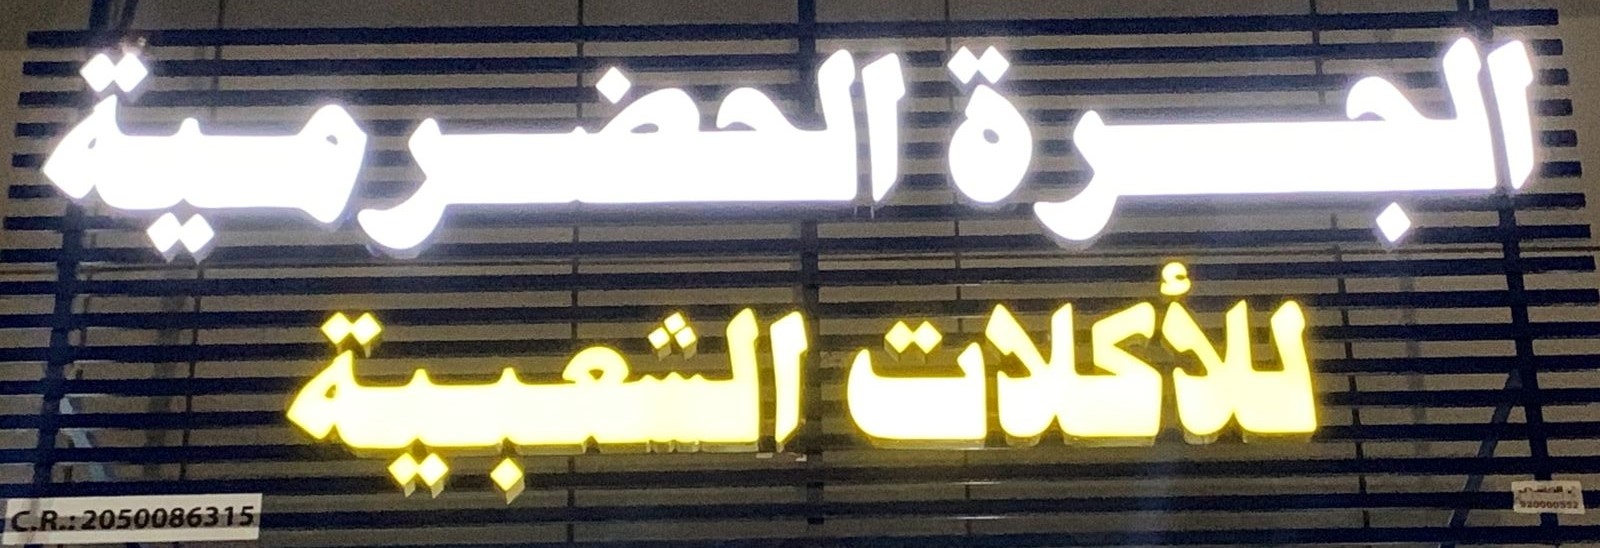 الجرة الحضرمية
للأكلات الشعبية
C.R.: 2050086315